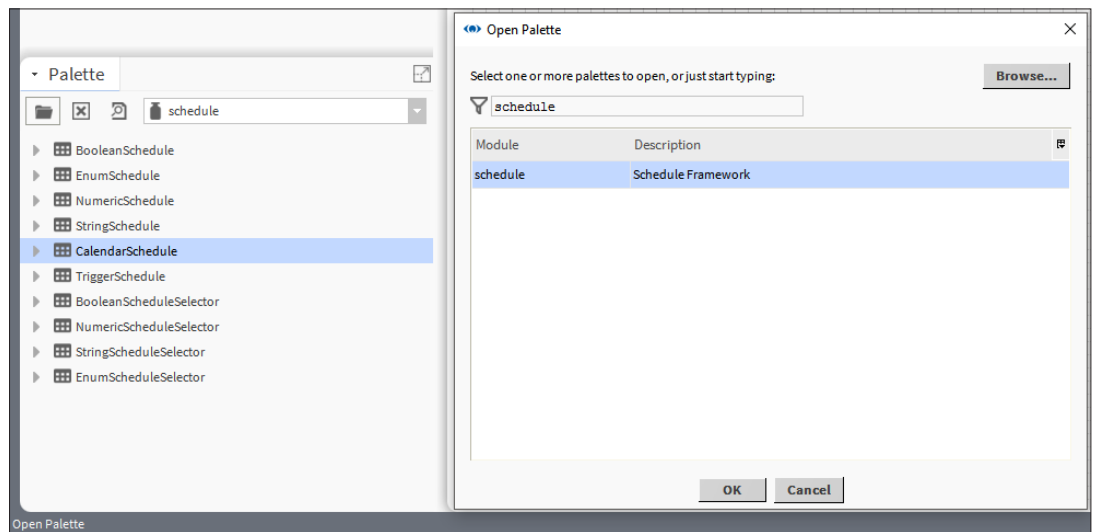 Palette
schedule
BooleanSchedule
EnumSchedule
NumericSchedule
StringSchedule
CalendarSchedule
TriggerSchedule
BooleanScheduleSelector
NumericScheduleSelector
StringScheduleSelector
EnumScheduleSelector
Open Palette
Open Palette
Select one or more palettes to open, or just start typing:
Browse...
schedule
Module Description
schedule Schedule Framework
OK Cancel